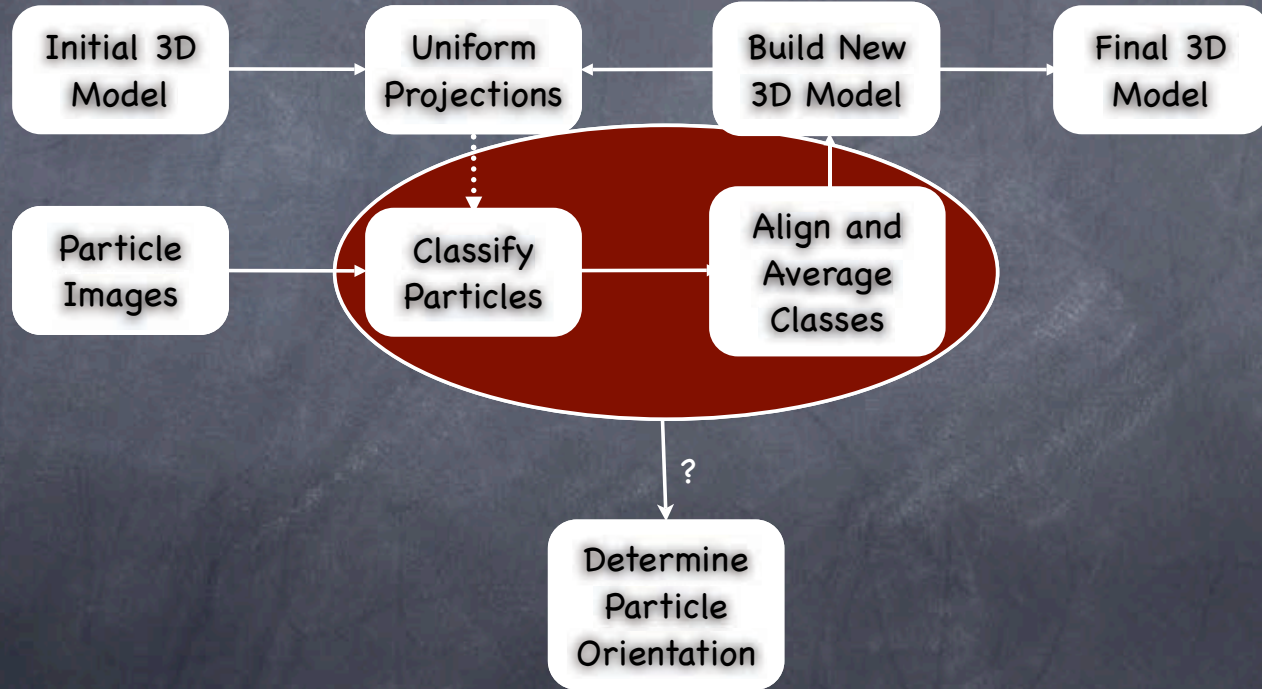 Initial 3D
Model
Uniform
Projections
Build New
3D Model
Final 3D
Model
Particle
Images
Classify
Particles
Align and
Average
Classes
?
Determine
Particle
Orientation